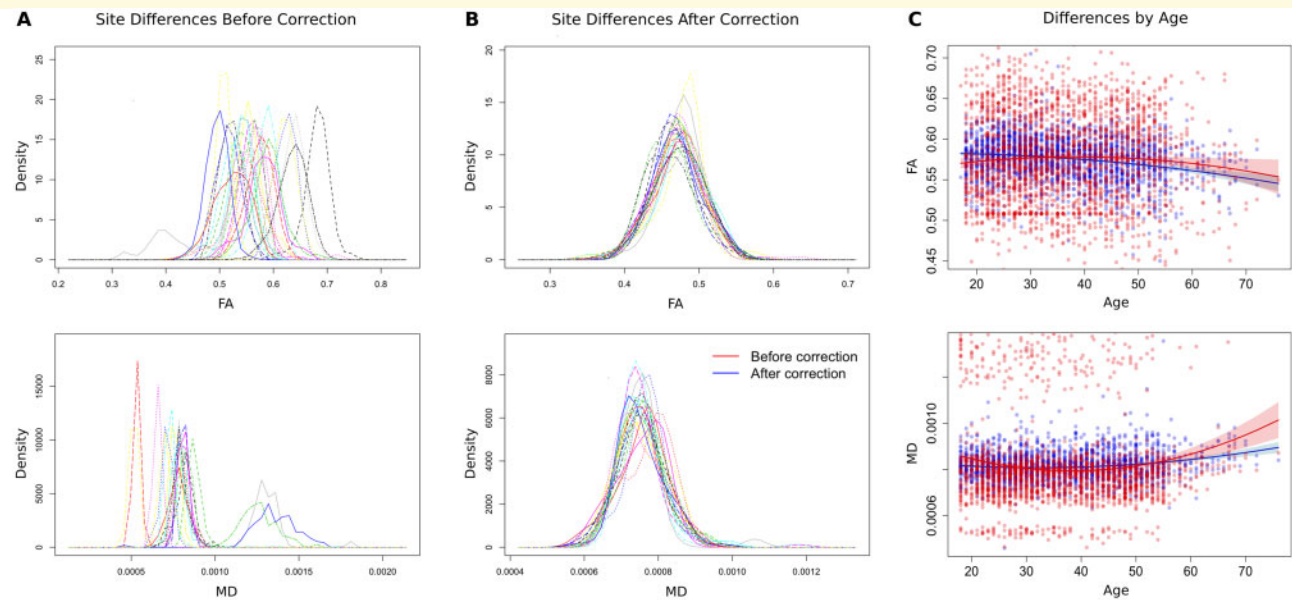 A Site Differences Before Correction
B Site Differences After Correction
C Differences by Age
Density
0 5 10 15 20 25
0.2 0.3 0.4 0.5 0.6 0.7 0.8
FA
Density
0 5 10 15 20
0.3 0.4 0.5 0.6 0.7
FA
FA
0.45 0.50 0.55 0.60 0.65 0.70
20 30 40 50 60 70
Age
Density
0 5000 10000 15000
0.0005 0.0010 0.0015 0.0020
MD
Density
0 2000 4000 6000 8000
Before correction
After correction
0.0004 0.0006 0.0008 0.0010 0.0012
MD
MD
0.0006 0.0010
20 30 40 50 60 70
Age